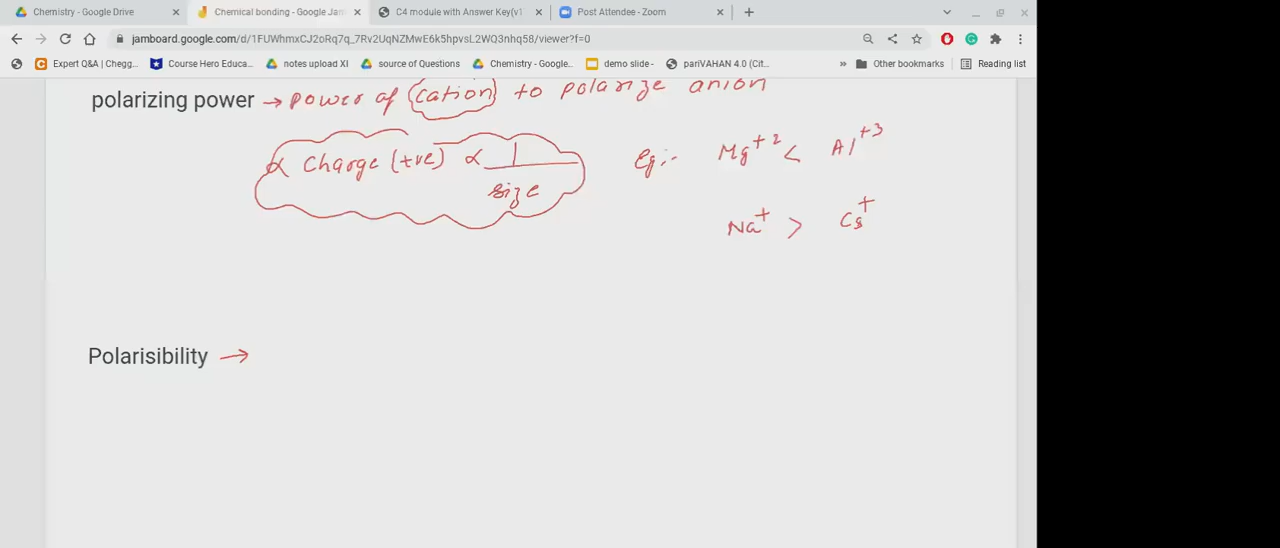 Chemistry - Google Drive
Chemical bonding - Google Jam
C4 module with Answer Key(v1
Post Attendee - Zoom
jamboard.google.com/d/1FUWhmxCJ2oRq7q_7Rv2UqNZMwE6k5hpvsL2WQ3nhq58/viewer?f=0
Expert Q&A | Chegg...
Course Hero Educa...
notes upload XI
source of Questions
Chemistry - Google...
demo slide -
pariVAHAN 4.0 (Cit...
»
Other bookmarks
Reading list
polarizing power → power of cation to polarize anion
∝ charge (+ve) ∝ 1
size
Eg:- Mg+2 < Al+3
Na+ > Cs+
Polarisibility →